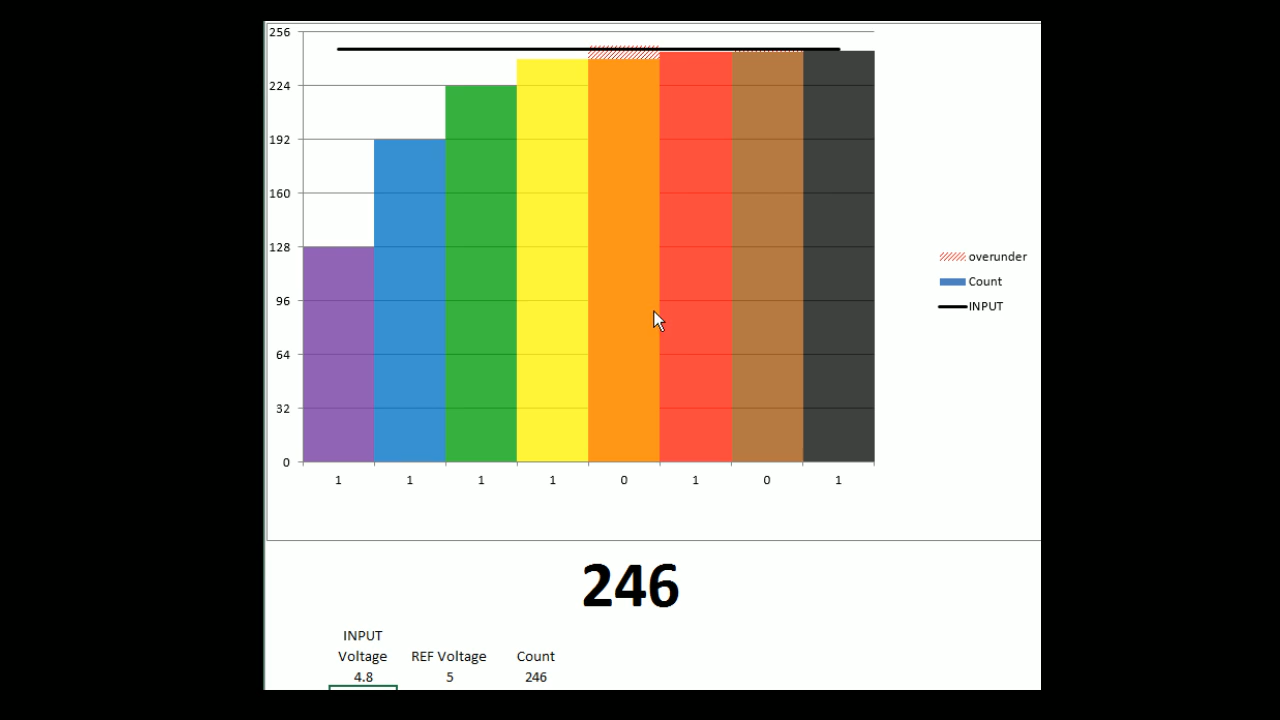 256
224
192
160
128
96
64
32
0
1 1 1 1 0 1 0 1
overunder
Count
INPUT
246
INPUT
Voltage REF Voltage Count
4.8 5 246